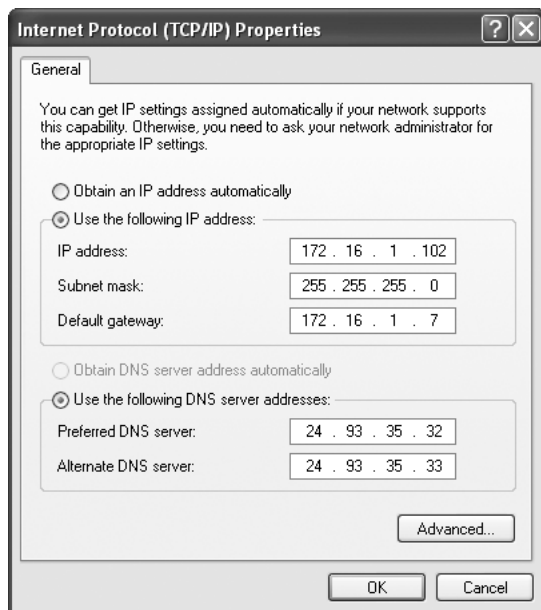 Internet Protocol (TCP/IP) Properties
General
You can get IP settings assigned automatically if your network supports
this capability. Otherwise, you need to ask your network administrator for
the appropriate IP settings.
Obtain an IP address automatically
Use the following IP address:
IP address: 172 . 16 . 1 . 102
Subnet mask: 255 . 255 . 255 . 0
Default gateway: 172 . 16 . 1 . 7
Obtain DNS server address automatically
Use the following DNS server addresses:
Preferred DNS server: 24 . 93 . 35 . 32
Alternate DNS server: 24 . 93 . 35 . 33
Advanced...
OK Cancel